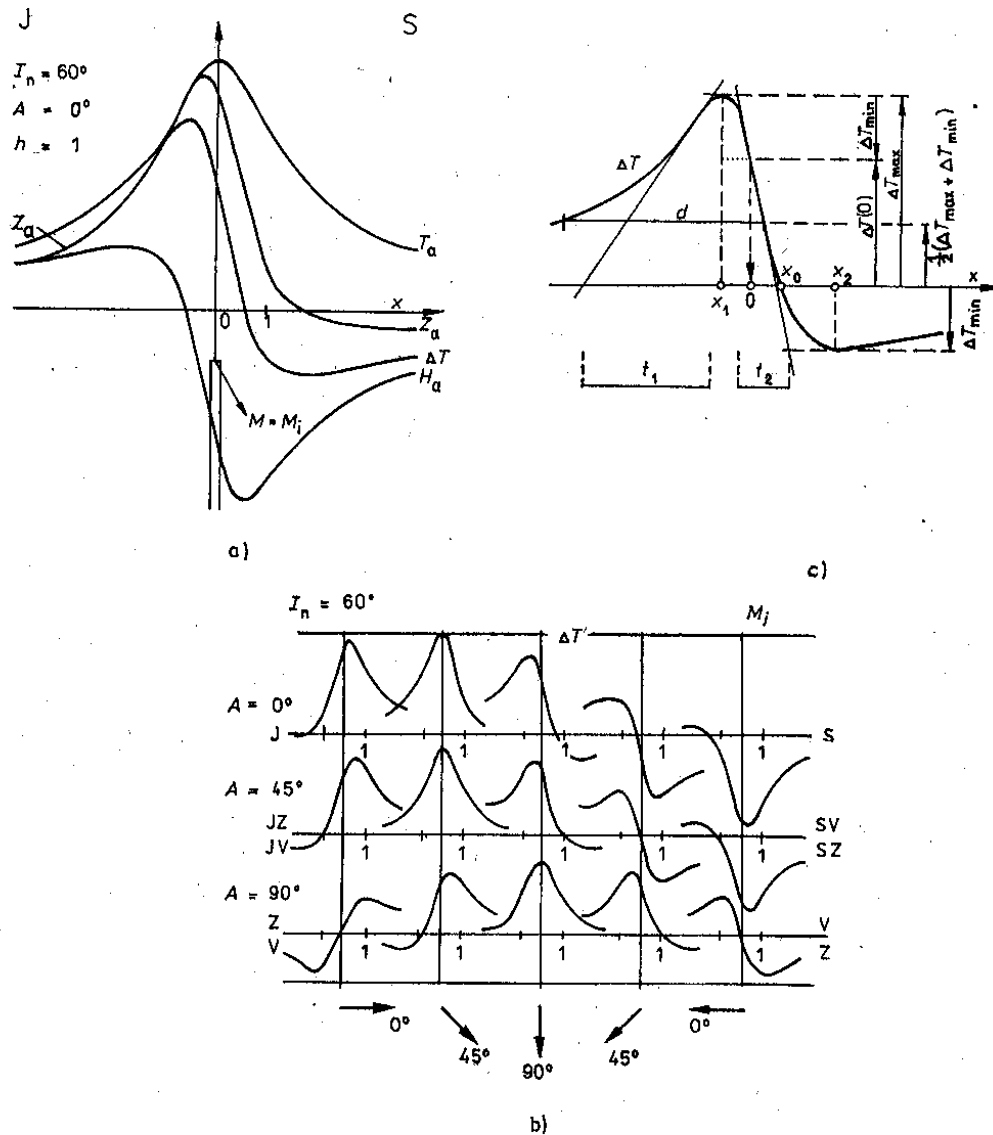 J S
I_n = 60°
A = 0°
h = 1
Z_a
T_a
0 1 x
Z_a
ΔT
H_a
M = M_i
a)
ΔT
d
ΔT_min
ΔT_max
ΔT(0)
½(ΔT_max + ΔT_min)
x_1 0 x_0 x_2 x
ΔT_min
t_1 t_2
c)
I_n = 60° M_i
ΔT
A = 0°
J 1 1 1 1 1 S
A = 45°
JZ SV
JV 1 1 1 1 1 SZ
A = 90°
Z V
V 1 1 1 1 1 Z
0° 45° 90° 45° 0°
b)